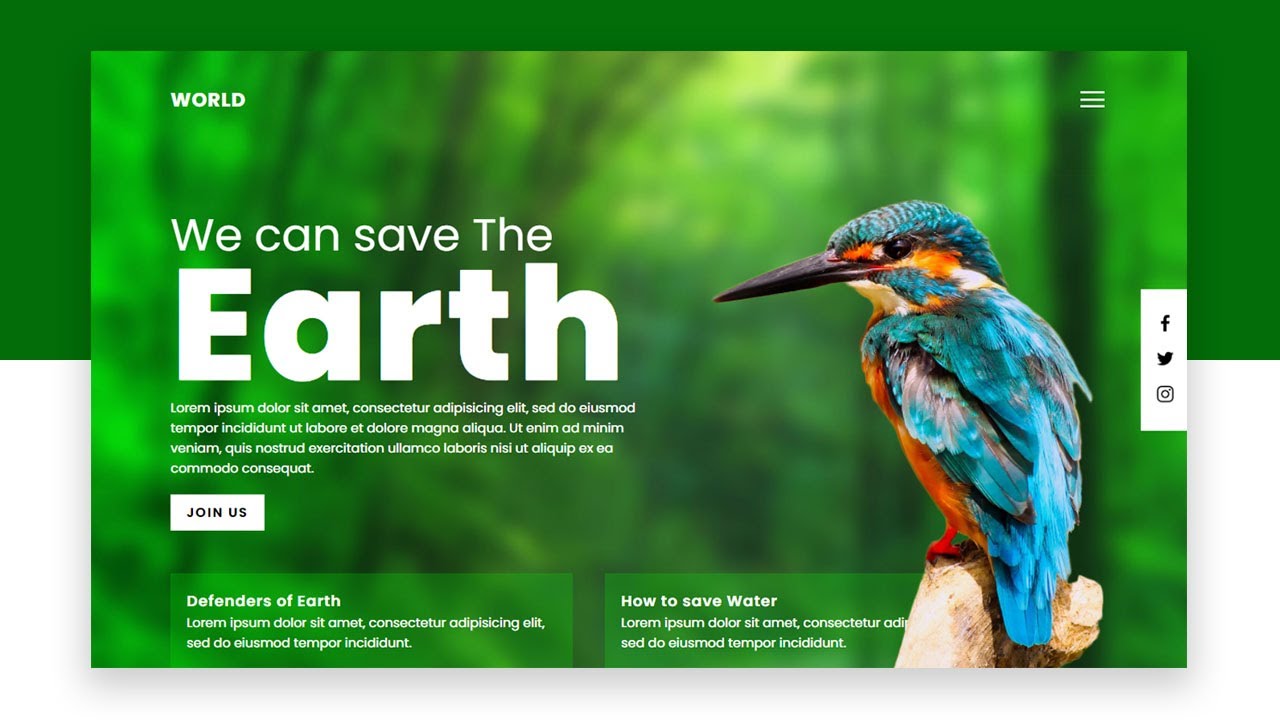 WORLD
We can save The
Earth
Lorem ipsum dolor sit amet, consectetur adipisicing elit, sed do eiusmod
tempor incididunt ut labore et dolore magna aliqua. Ut enim ad minim
veniam, quis nostrud exercitation ullamco laboris nisi ut aliquip ex ea
commodo consequat.
JOIN US
Defenders of Earth
Lorem ipsum dolor sit amet, consectetur adipisicing elit,
sed do eiusmod tempor incididunt.
How to save Water
Lorem ipsum dolor sit amet, consectetur
sed do eiusmod tempor incididunt.